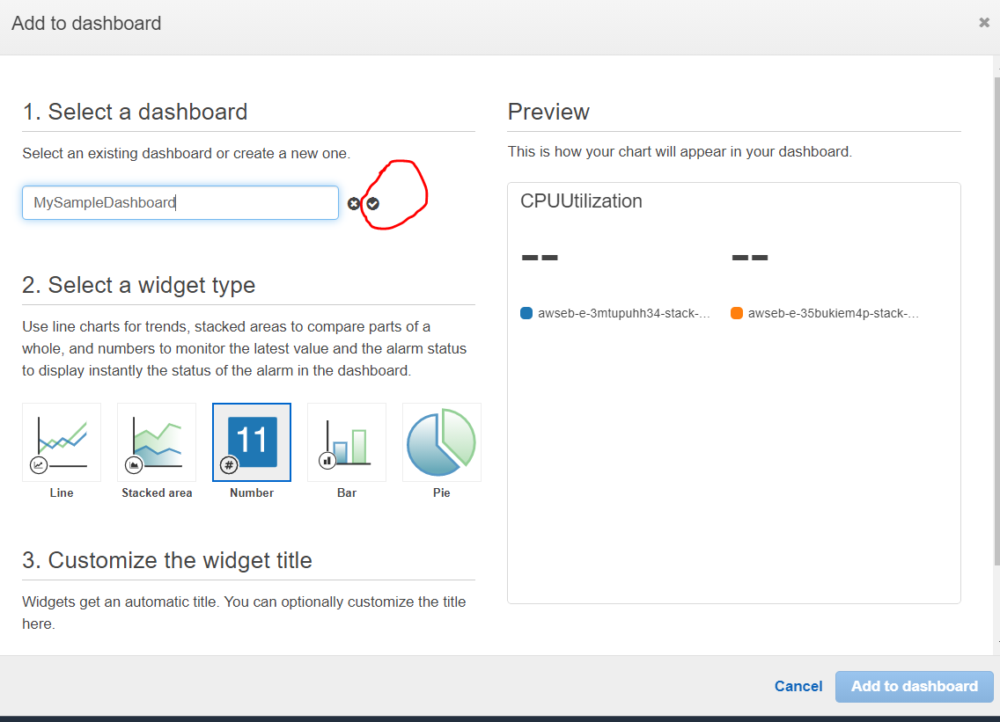 Add to dashboard
1. Select a dashboard
Select an existing dashboard or create a new one.
MySampleDashboard
2. Select a widget type
Use line charts for trends, stacked areas to compare parts of a
whole, and numbers to monitor the latest value and the alarm status
to display instantly the status of the alarm in the dashboard.
11
#
Line
Stacked area
Number
Bar
Pie
3. Customize the widget title
Widgets get an automatic title. You can optionally customize the title
here.
Preview
This is how your chart will appear in your dashboard.
CPUUtilization
--
--
awseb-e-3mtupuhh34-stack-...
awseb-e-35bukiem4p-stack-...
Cancel
Add to dashboard